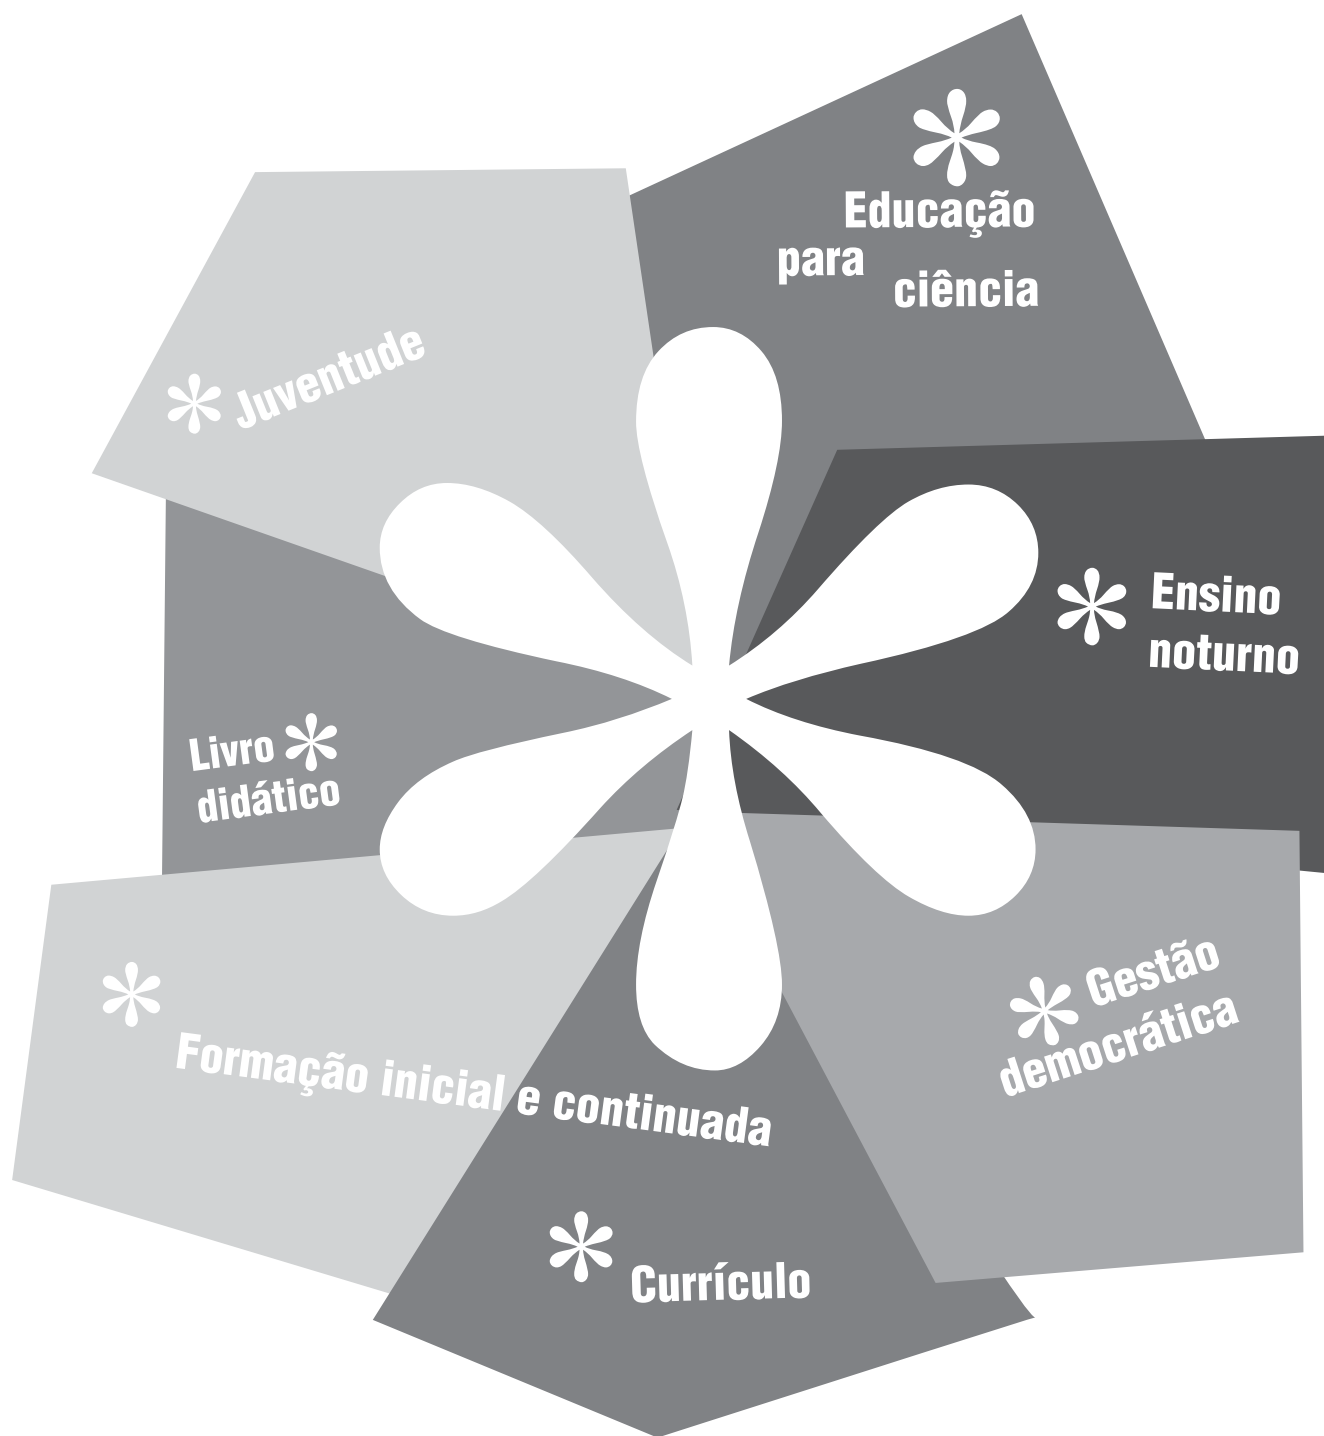 Educação
para
ciência
Juventude
Ensino
noturno
Livro
didático
Gestão
democrática
Formação inicial e continuada
Currículo